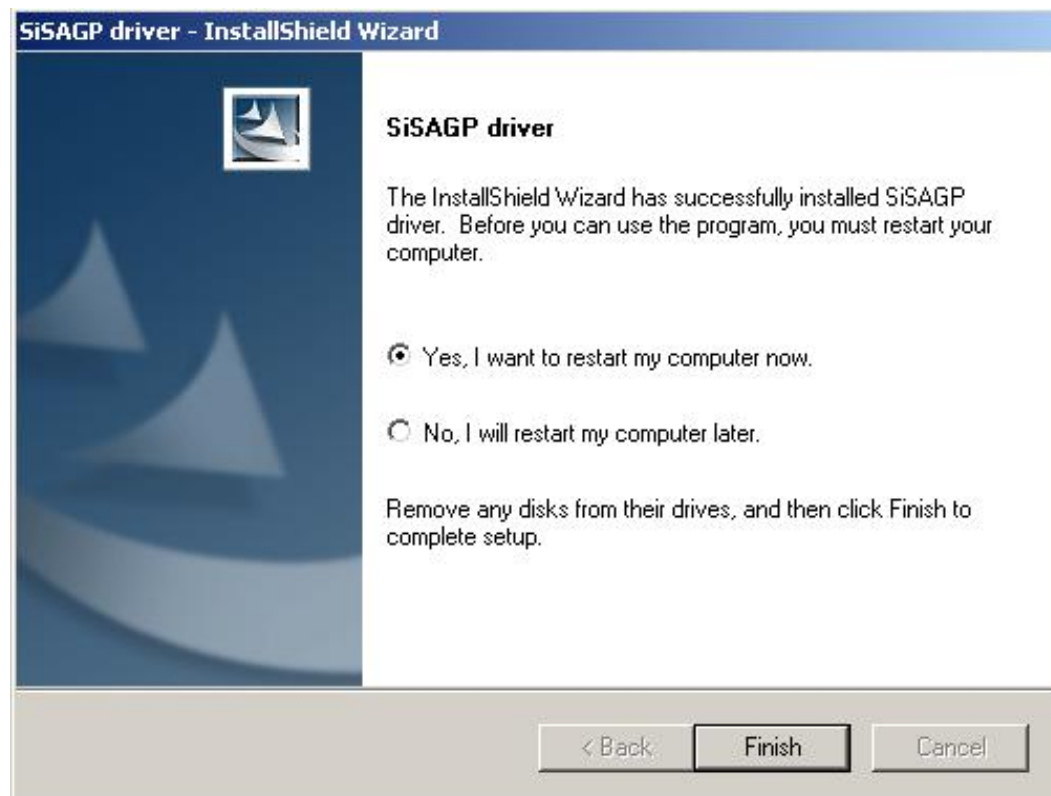 SiSAGP driver - InstallShield Wizard
SiSAGP driver
The InstallShield Wizard has successfully installed SiSAGP
driver.  Before you can use the program, you must restart your
computer.
Yes, I want to restart my computer now.
No, I will restart my computer later.
Remove any disks from their drives, and then click Finish to
complete setup.
< Back
Finish
Cancel